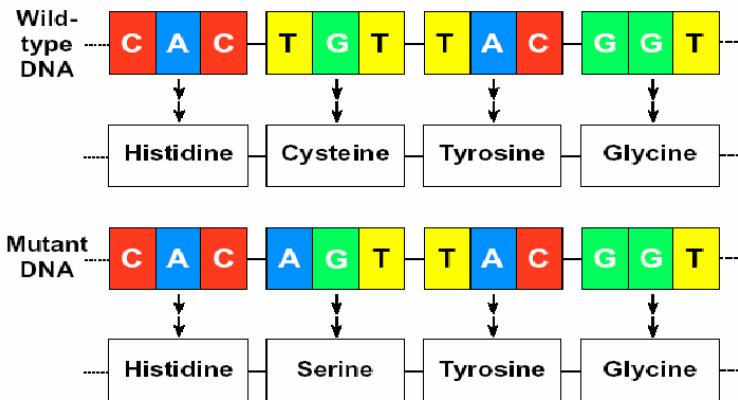 Wild-
type
DNA
C A C T G T T A C G G T
Histidine Cysteine Tyrosine Glycine
Mutant
DNA
C A C A G T T A C G G T
Histidine Serine Tyrosine Glycine